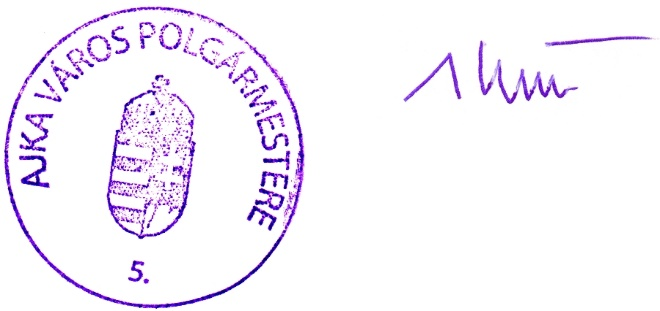 AJKA VÁROS POLGÁRMESTERE
5.